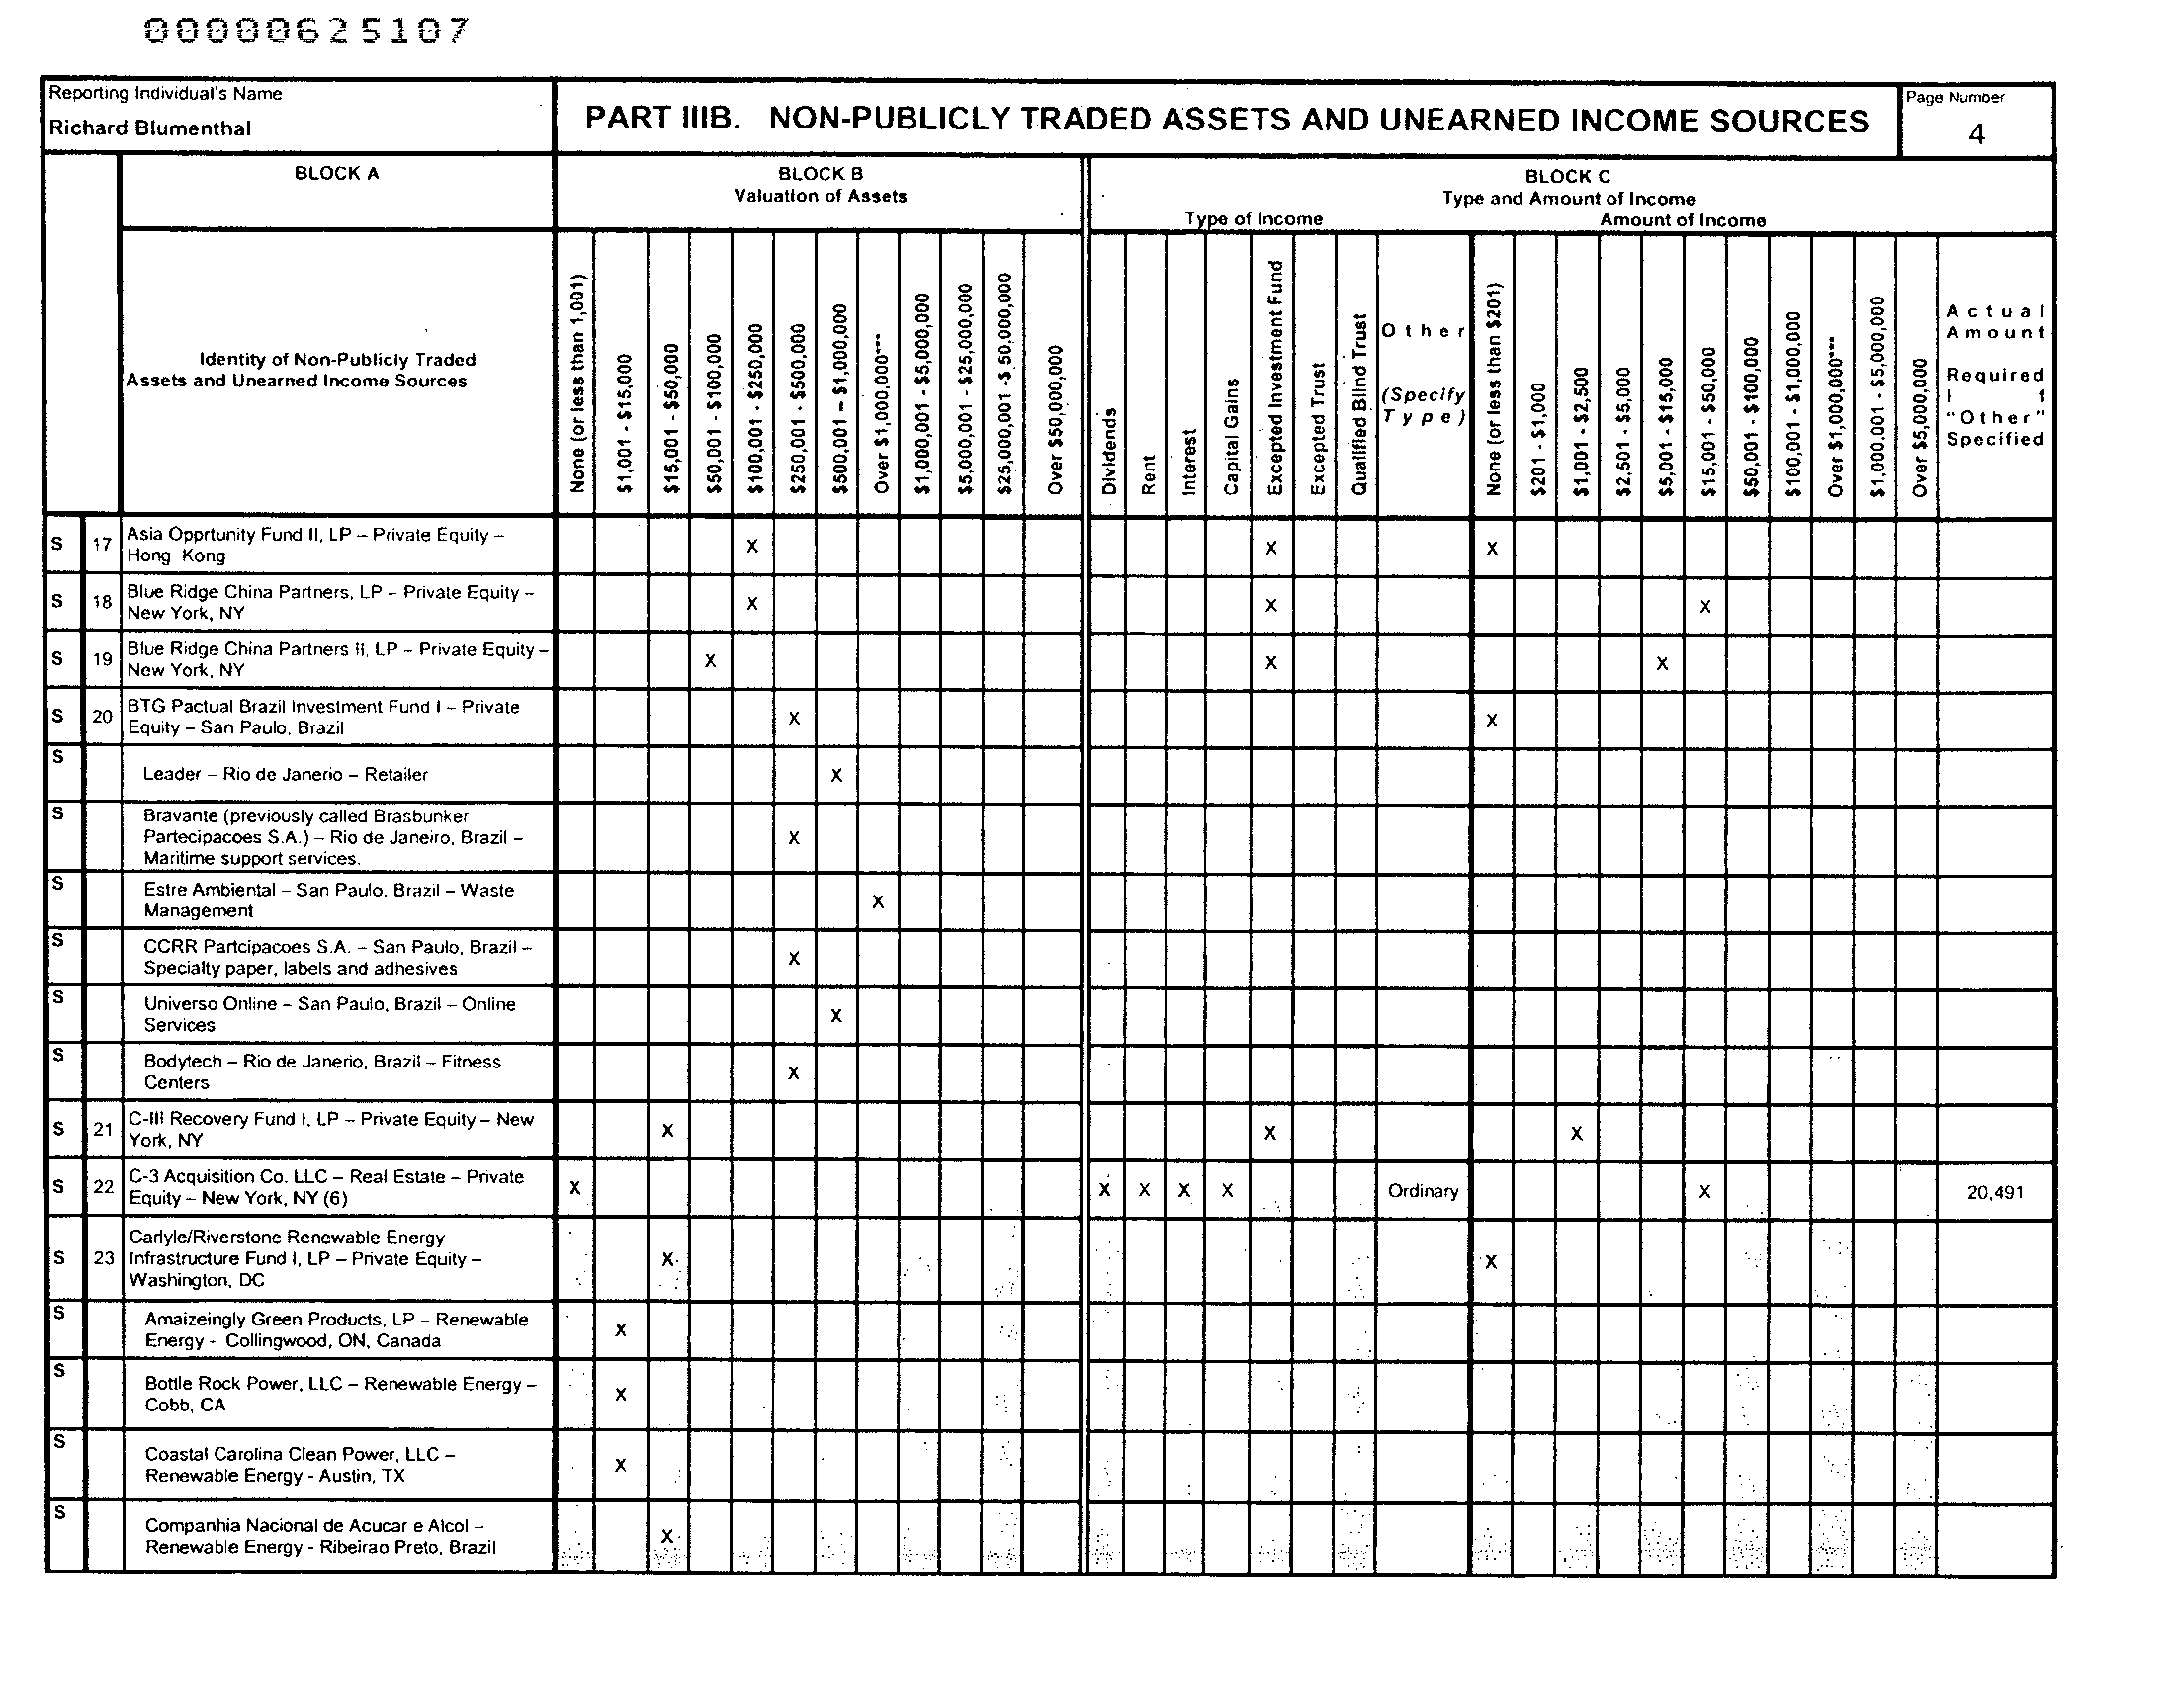 00000625107
Reporting Individual's Name
Richard Blumenthal
PART IIIB. NON-PUBLICLY TRADED ASSETS AND UNEARNED INCOME SOURCES
Page Number
4
BLOCK A
BLOCK B
Valuation of Assets
BLOCK C
Type and Amount of Income
Type of Income
Amount of Income
Identity of Non-Publicly Traded
Assets and Unearned Income Sources
None (or less than 1,001)
$1,001 - $15,000
$15,001 - $50,000
$50,001 - $100,000
$100,001 - $250,000
$250,001 - $500,000
$500,001 – $1,000,000
Over $1,000,000***
$1,000,001 - $5,000,000
$5,000,001 - $25,000,000
$25,000,001 -$ 50,000,000
Over $50,000,000
Dividends
Rent
Interest
Capital Gains
Excepted Investment Fund
Excepted Trust
Qualified Blind Trust
Other
(Specify
Type)
None (or less than $201)
$201 - $1,000
$1,001 - $2,500
$2,501 - $5,000
$5,001 - $15,000
$15,001 - $50,000
$50,001 - $100,000
$100,001 - $1,000,000
Over $1,000,000***
$1,000.001 - $5,000,000
Over $5,000,000
Actual
Amount
Required
I f
"Other"
Specified
S 17 Asia Opprtunity Fund II, LP – Private Equity –
Hong Kong
X X X
S 18 Blue Ridge China Partners, LP – Private Equity –
New York, NY
X X X
S 19 Blue Ridge China Partners II, LP – Private Equity –
New York, NY
X X X
S 20 BTG Pactual Brazil Investment Fund I – Private
Equity – San Paulo, Brazil
X X
S
Leader – Rio de Janerio – Retailer
X
S
Bravante (previously called Brasbunker
Partecipacoes S.A.) – Rio de Janeiro, Brazil –
Maritime support services.
X
S
Estre Ambiental – San Paulo, Brazil – Waste
Management
X
S
CCRR Partcipacoes S.A. – San Paulo, Brazil –
Specialty paper, labels and adhesives
X
S
Universo Online – San Paulo, Brazil – Online
Services
X
S
Bodytech – Rio de Janerio, Brazil – Fitness
Centers
X
S 21 C-III Recovery Fund I, LP – Private Equity – New
York, NY
X X X
S 22 C-3 Acquisition Co. LLC – Real Estate – Private
Equity – New York, NY (6)
X X X X X Ordinary X 20,491
S 23 Carlyle/Riverstone Renewable Energy
Infrastructure Fund I, LP – Private Equity –
Washington, DC
X X
S
Amaizeingly Green Products, LP – Renewable
Energy - Collingwood, ON, Canada
X
S
Bottle Rock Power, LLC – Renewable Energy –
Cobb, CA
X
S
Coastal Carolina Clean Power, LLC –
Renewable Energy - Austin, TX
X
S
Companhia Nacional de Acucar e Alcol –
Renewable Energy - Ribeirao Preto, Brazil
X